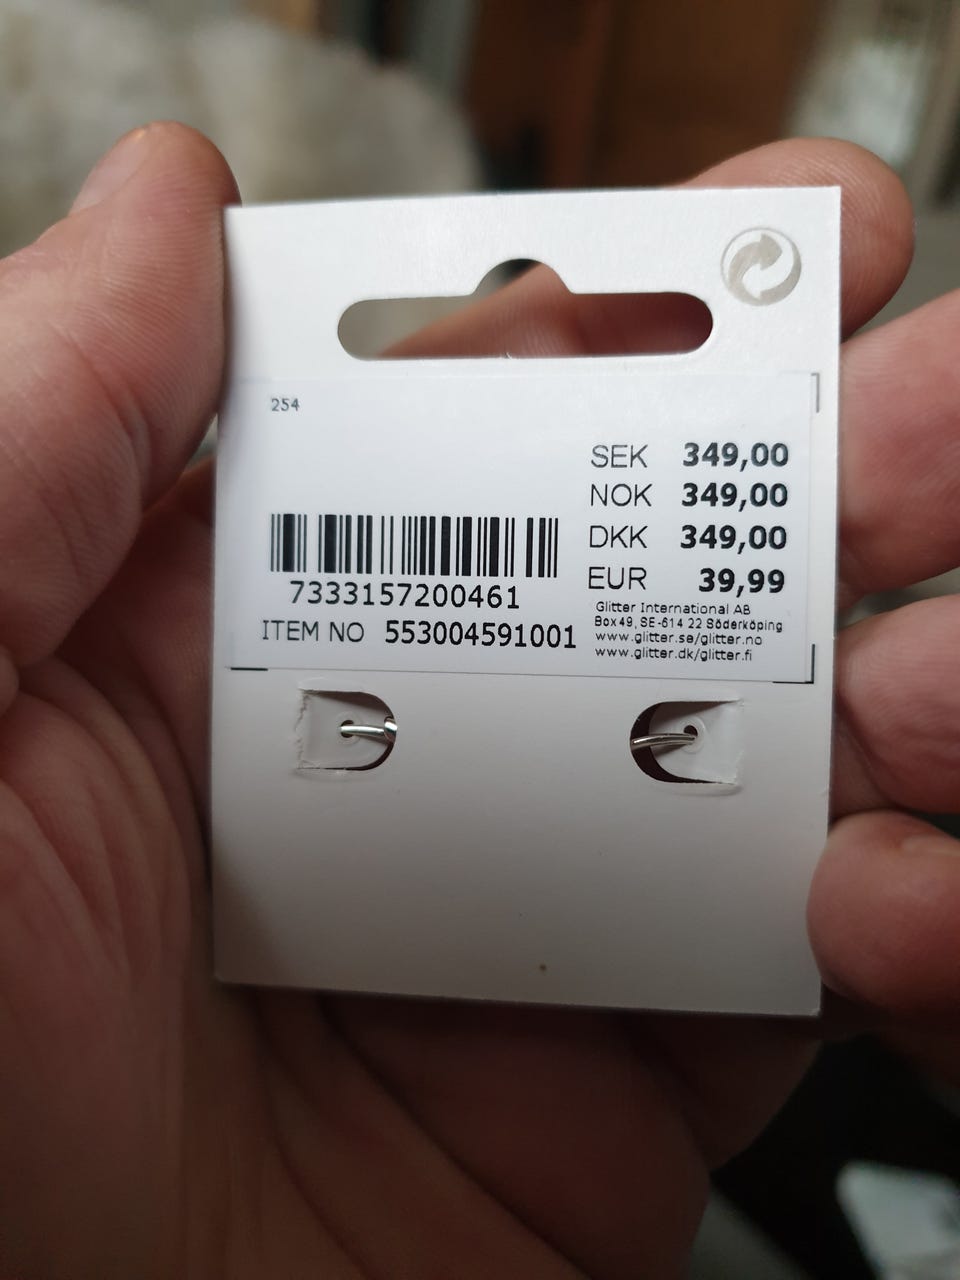 254
SEK 349,00
NOK 349,00
DKK 349,00
EUR 39,99
7333157200461
ITEM NO 553004591001
Glitter International AB
Box 49, SE-614 22 Söderköping
www.glitter.se/glitter.no
www.glitter.dk/glitter.fi